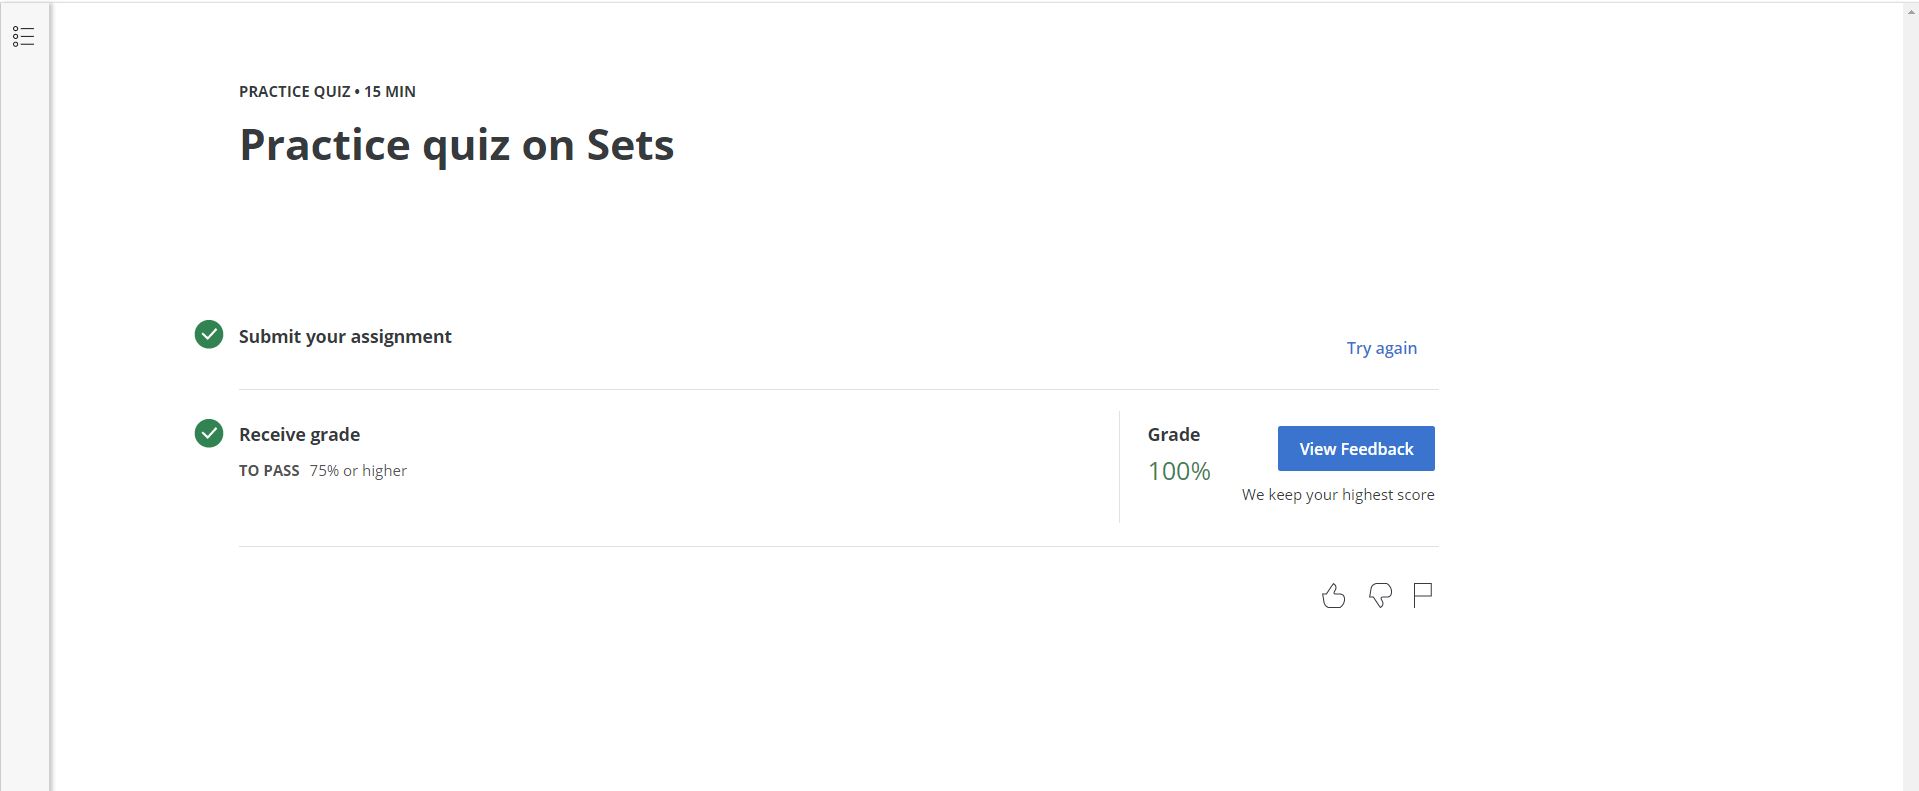 PRACTICE QUIZ • 15 MIN
Practice quiz on Sets
Submit your assignment
Try again
Receive grade
TO PASS 75% or higher
Grade
100%
View Feedback
We keep your highest score